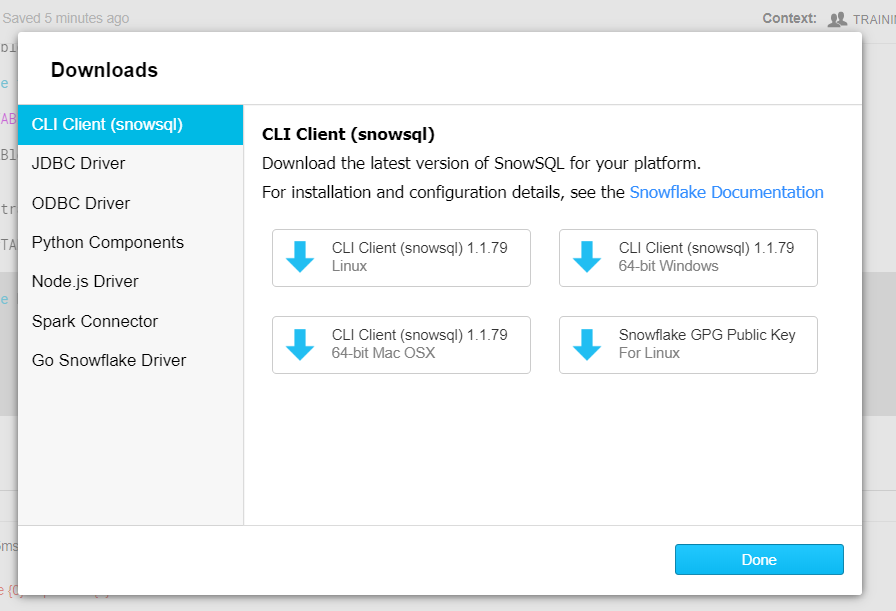 Saved 5 minutes ago
Context:
TRAINI
Downloads
CLI Client (snowsql)
JDBC Driver
ODBC Driver
Python Components
Node.js Driver
Spark Connector
Go Snowflake Driver
CLI Client (snowsql)
Download the latest version of SnowSQL for your platform.
For installation and configuration details, see the Snowflake Documentation
CLI Client (snowsql) 1.1.79
Linux
CLI Client (snowsql) 1.1.79
64-bit Windows
CLI Client (snowsql) 1.1.79
64-bit Mac OSX
Snowflake GPG Public Key
For Linux
Done